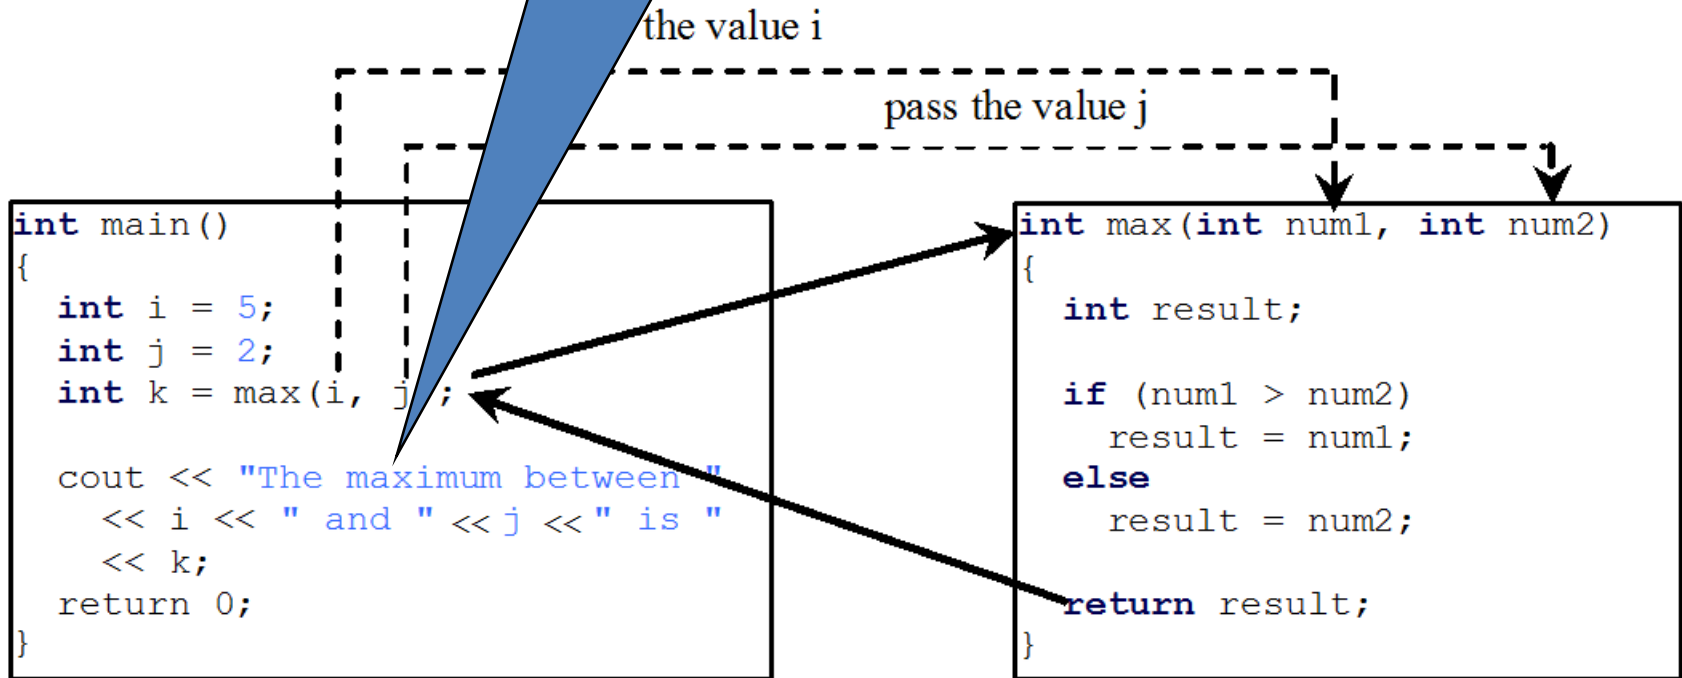 the value i
pass the value j
int main()
{
int i = 5;
int j = 2;
int k = max(i, j ;
cout << "The maximum between "
<< i << " and " << j << " is "
<< k;
return 0;
}
int max(int num1, int num2)
{
int result;
if (num1 > num2)
result = num1;
else
result = num2;
return result;
}